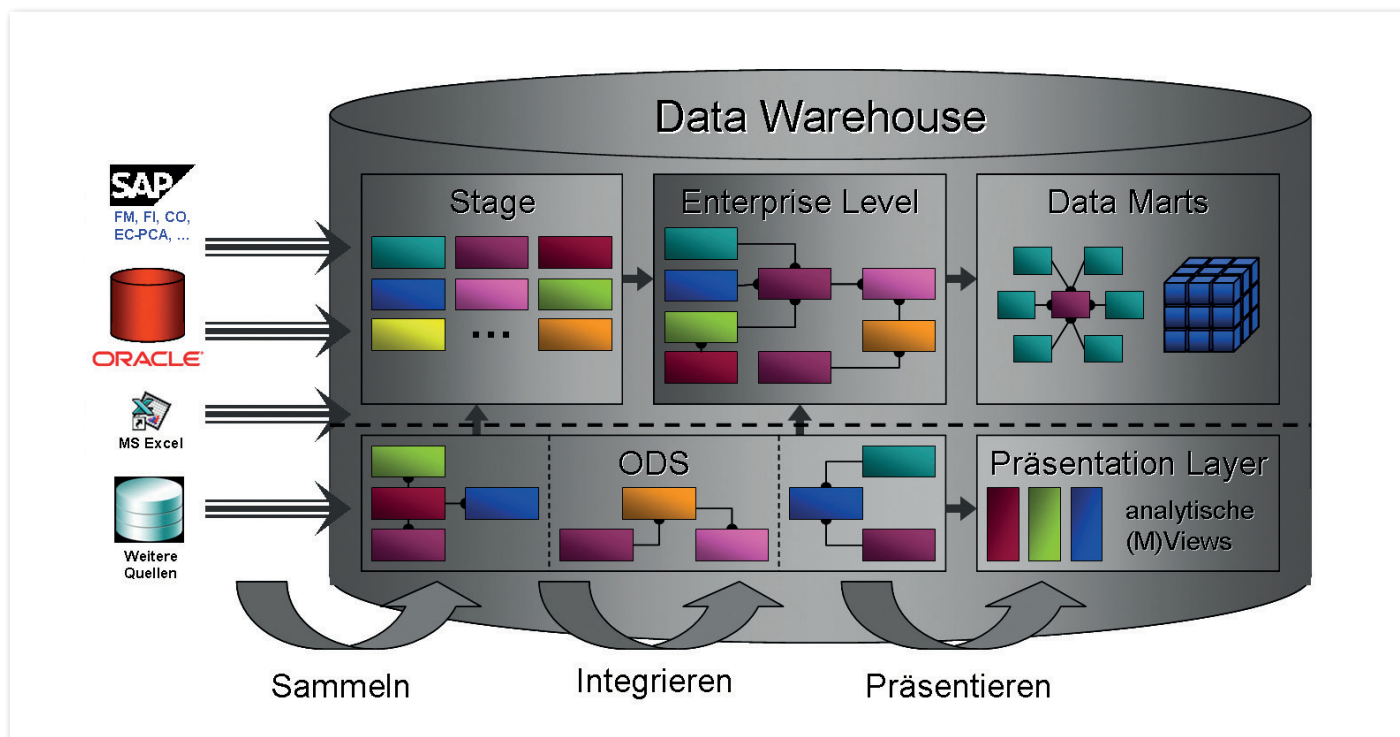 Data Warehouse
SAP
FM, FI, CO,
EC-PCA, ...
ORACLE®
MS Excel
Weitere
Quellen
Stage
...
Enterprise Level
Data Marts
ODS
Präsentation Layer
analytische
(M)Views
Sammeln
Integrieren
Präsentieren